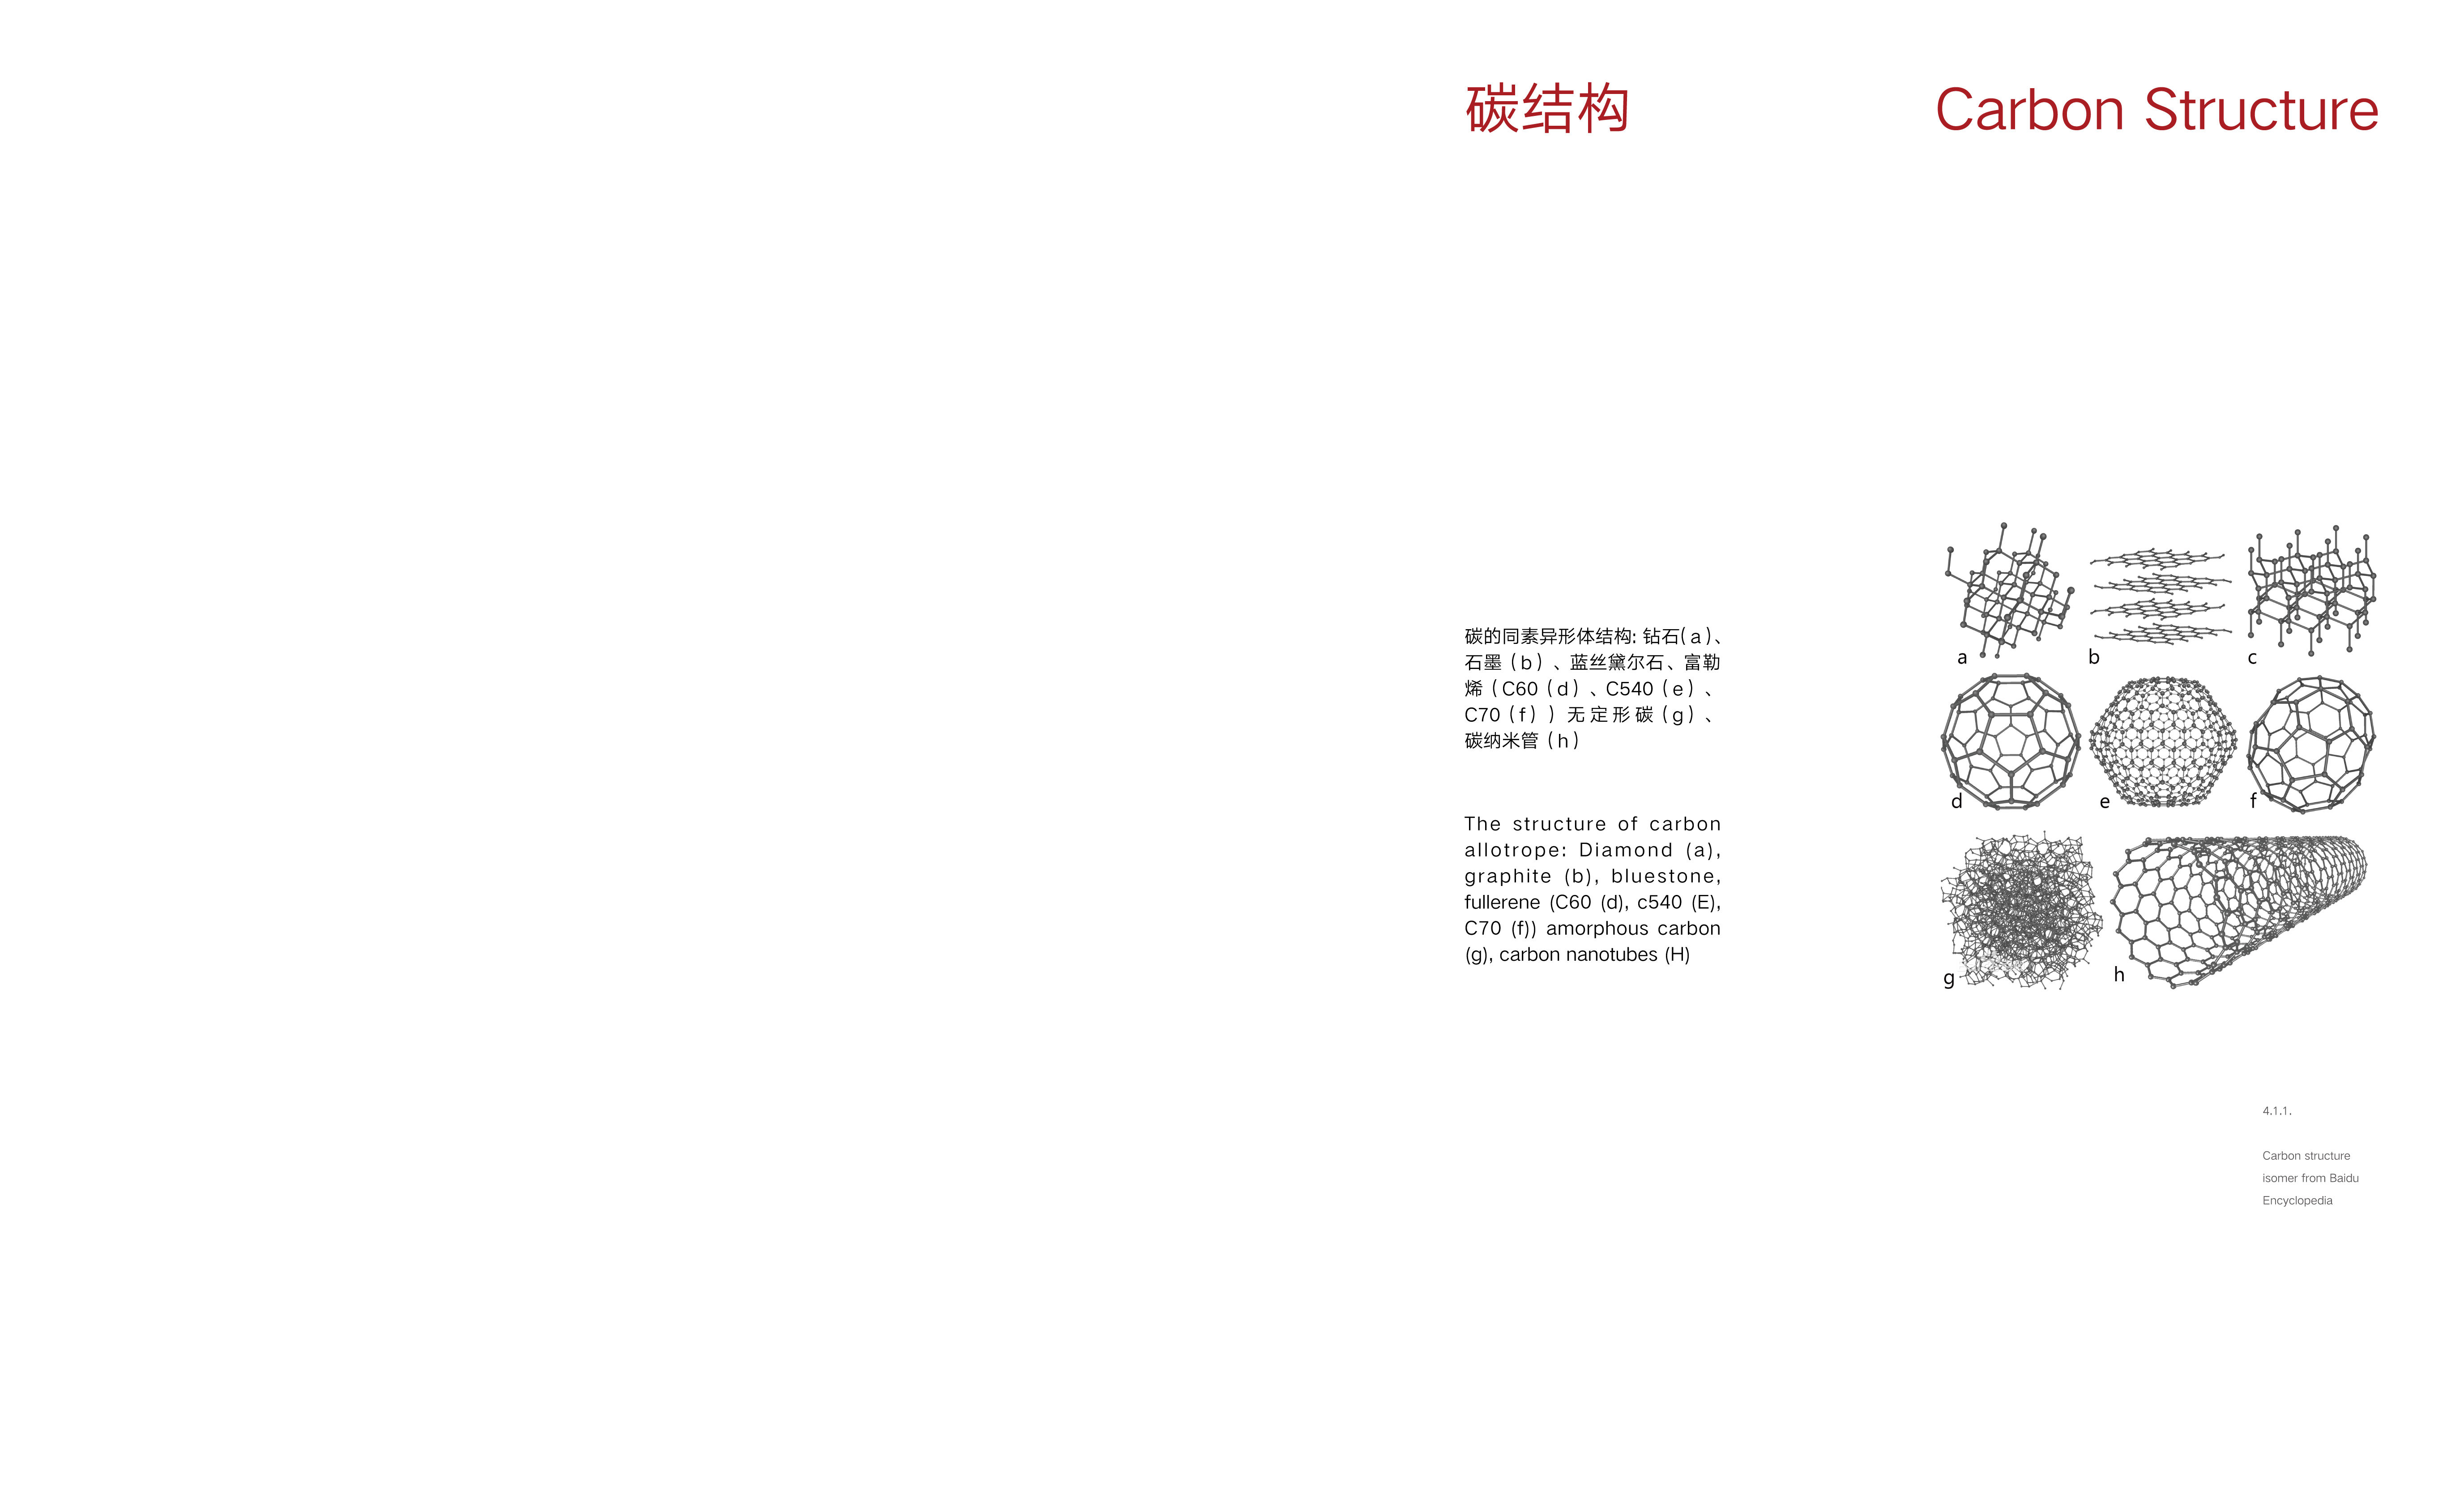 碳结构
Carbon Structure
碳的同素异形体结构: 钻石(a)、
石墨(b)、蓝丝黛尔石、富勒
烯(C60(d)、C540(e)、
C70(f))无定形碳(g)、
碳纳米管(h)
The structure of carbon
allotrope: Diamond (a),
graphite (b), bluestone,
fullerene (C60 (d), c540 (E),
C70 (f)) amorphous carbon
(g), carbon nanotubes (H)
a
b
c
d
e
f
g
h
4.1.1.
Carbon structure
isomer from Baidu
Encyclopedia